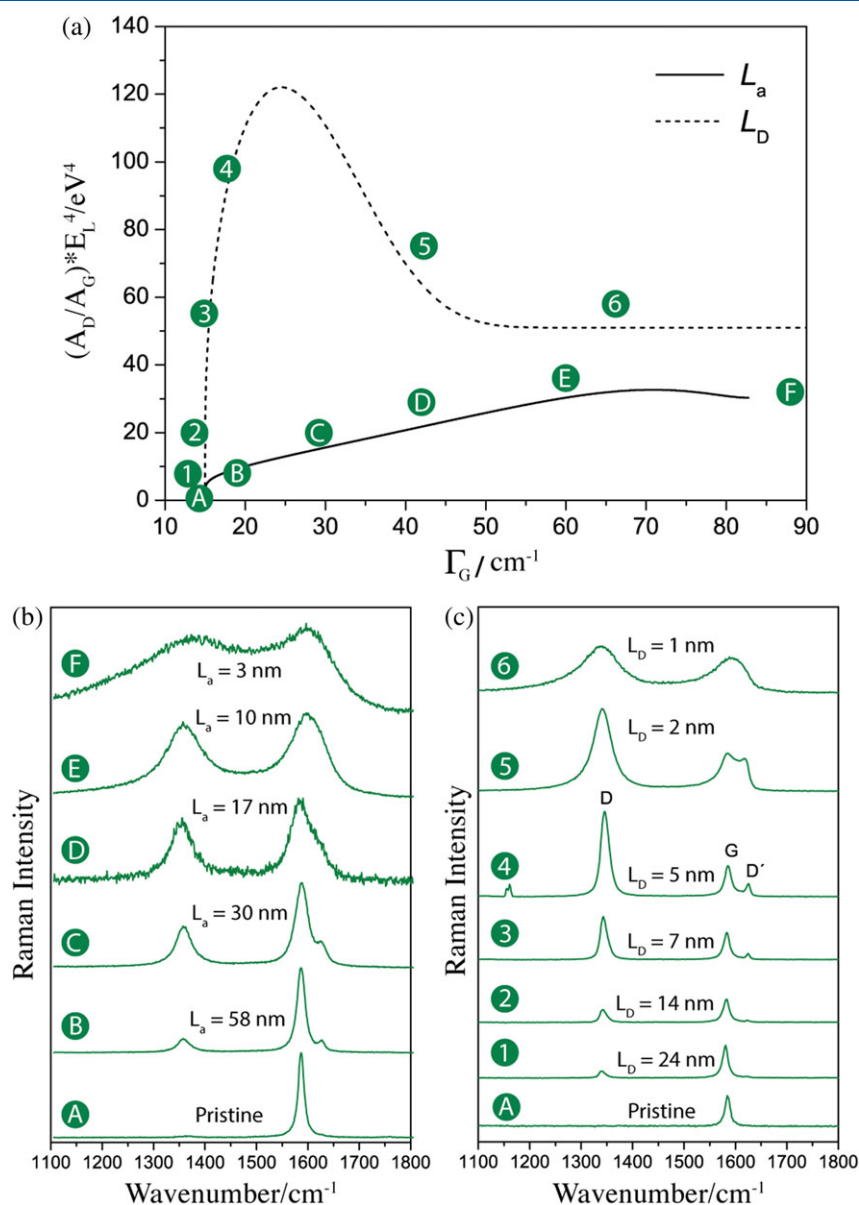 (a)
140
120
100
80
60
40
20
0
(A_D/A_G)*E_L^4/eV^4
L_a
L_D
1
2
3
4
5
6
A
B
C
D
E
F
10 20 30 40 50 60 70 80 90
Γ_G / cm^-1
(b)
Raman Intensity
F
L_a = 3 nm
L_a = 10 nm
E
L_a = 17 nm
D
L_a = 30 nm
C
L_a = 58 nm
B
Pristine
A
1100 1200 1300 1400 1500 1600 1700 1800
Wavenumber/cm^-1
(c)
Raman Intensity
6
L_D = 1 nm
L_D = 2 nm
5
D
G
D´
4
L_D = 5 nm
3
L_D = 7 nm
2
L_D = 14 nm
1
L_D = 24 nm
A
Pristine
1100 1200 1300 1400 1500 1600 1700 1800
Wavenumber/cm^-1